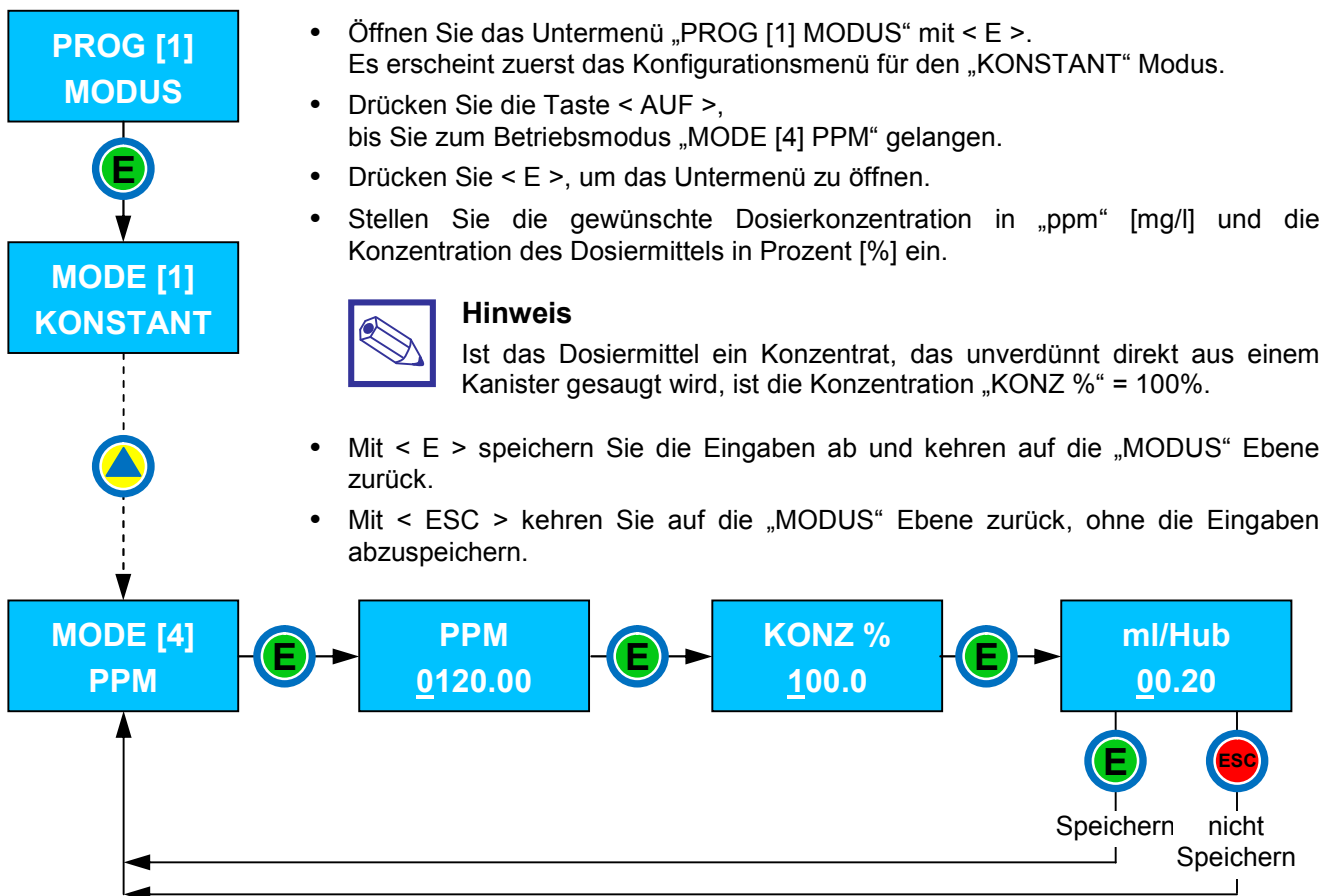 PROG [1]
MODUS
E
MODE [1]
KONSTANT
• Öffnen Sie das Untermenü „PROG [1] MODUS“ mit < E >.
Es erscheint zuerst das Konfigurationsmenü für den „KONSTANT“ Modus.
• Drücken Sie die Taste < AUF >,
bis Sie zum Betriebsmodus „MODE [4] PPM“ gelangen.
• Drücken Sie < E >, um das Untermenü zu öffnen.
• Stellen Sie die gewünschte Dosierkonzentration in „ppm“ [mg/l] und die
Konzentration des Dosiermittels in Prozent [%] ein.
Hinweis
Ist das Dosiermittel ein Konzentrat, das unverdünnt direkt aus einem
Kanister gesaugt wird, ist die Konzentration „KONZ %“ = 100%.
• Mit < E > speichern Sie die Eingaben ab und kehren auf die „MODUS“ Ebene
zurück.
• Mit < ESC > kehren Sie auf die „MODUS“ Ebene zurück, ohne die Eingaben
abzuspeichern.
MODE [4]
PPM
E
PPM
0120.00
E
KONZ %
100.0
E
ml/Hub
00.20
E
ESC
Speichern
nicht
Speichern